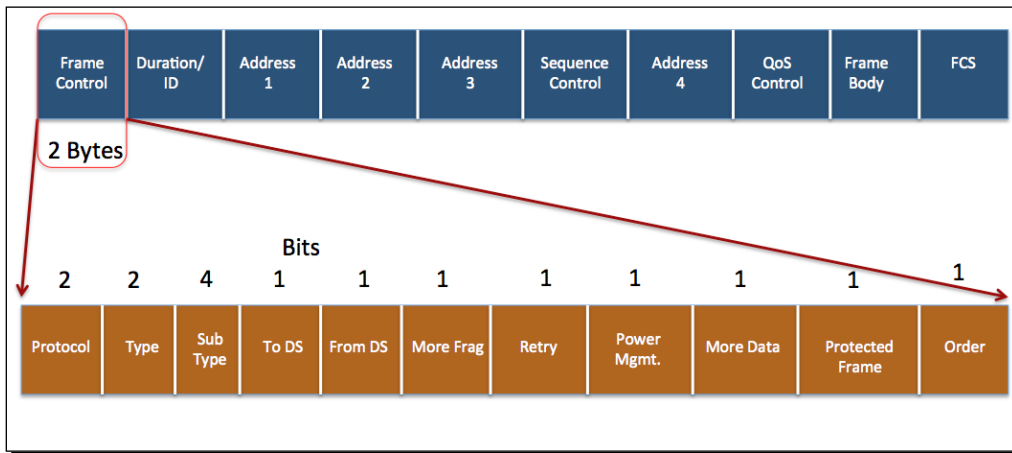 Frame
Control
Duration/
ID
Address
1
Address
2
Address
3
Sequence
Control
Address
4
QoS
Control
Frame
Body
FCS
2 Bytes
Bits
2 2 4 1 1 1 1 1 1 1 1
Protocol
Type
Sub
Type
To DS
From DS
More Frag
Retry
Power
Mgmt.
More Data
Protected
Frame
Order